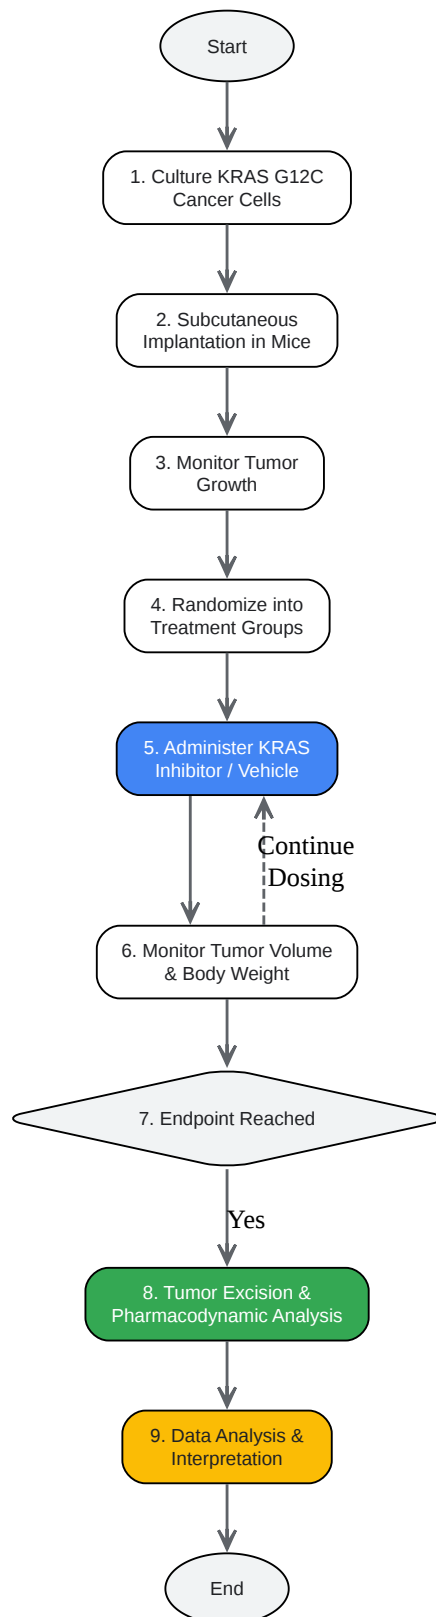 Start
1. Culture KRAS G12C
Cancer Cells
2. Subcutaneous
Implantation in Mice
3. Monitor Tumor
Growth
4. Randomize into
Treatment Groups
5. Administer KRAS
Inhibitor / Vehicle
Continue
Dosing
6. Monitor Tumor Volume
& Body Weight
7. Endpoint Reached
Yes
8. Tumor Excision &
Pharmacodynamic Analysis
9. Data Analysis &
Interpretation
End